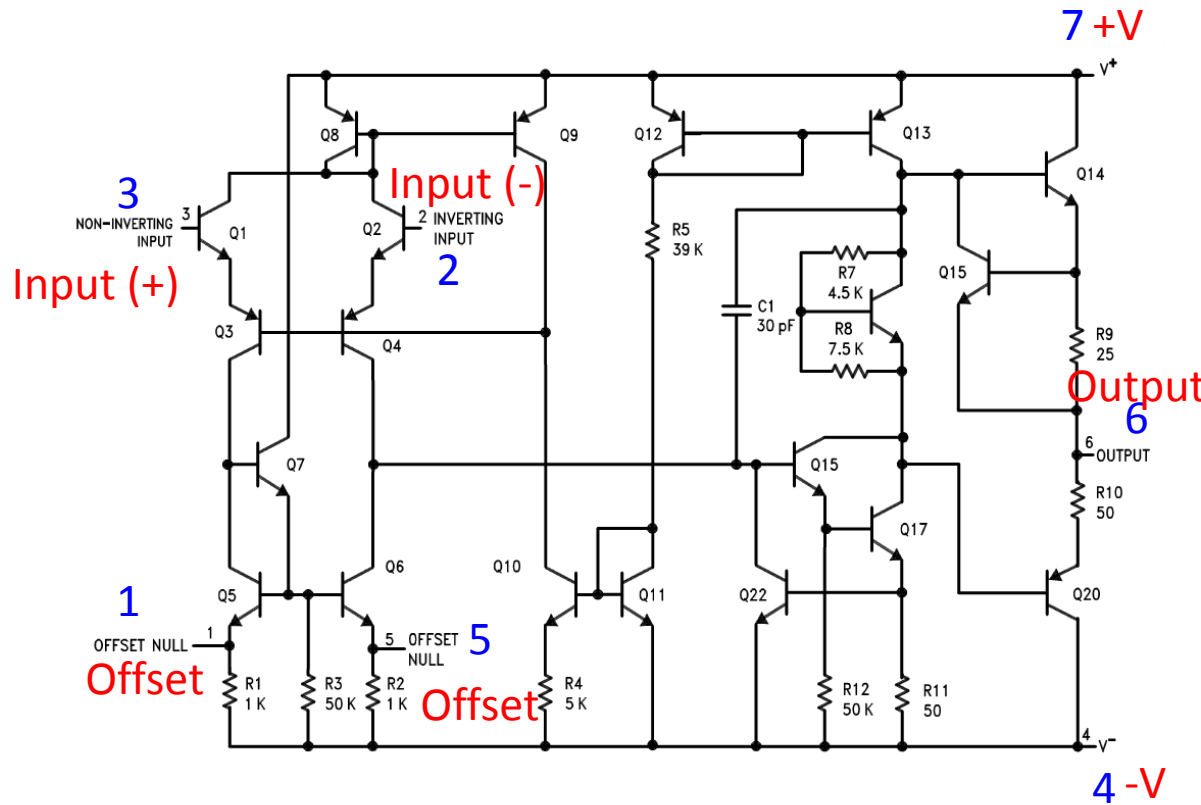 7 +V
V+
Q8
Q9
Q12
Q13
Q14
3
Input (-)
3
NON-INVERTING
INPUT
Q1
Q2
2 INVERTING
INPUT
2
Input (+)
R5
39 K
R7
4.5 K
Q15
C1
30 pF
R8
7.5 K
Q3
Q4
R9
25
Output
6
6
OUTPUT
Q7
Q15
R10
50
Q17
Q5
Q6
Q10
Q11
Q22
Q20
1
OFFSET NULL
1
Offset
5
OFFSET
NULL
5
Offset
R1
1 K
R3
50 K
R2
1 K
R4
5 K
R12
50 K
R11
50
4
V-
4 -V